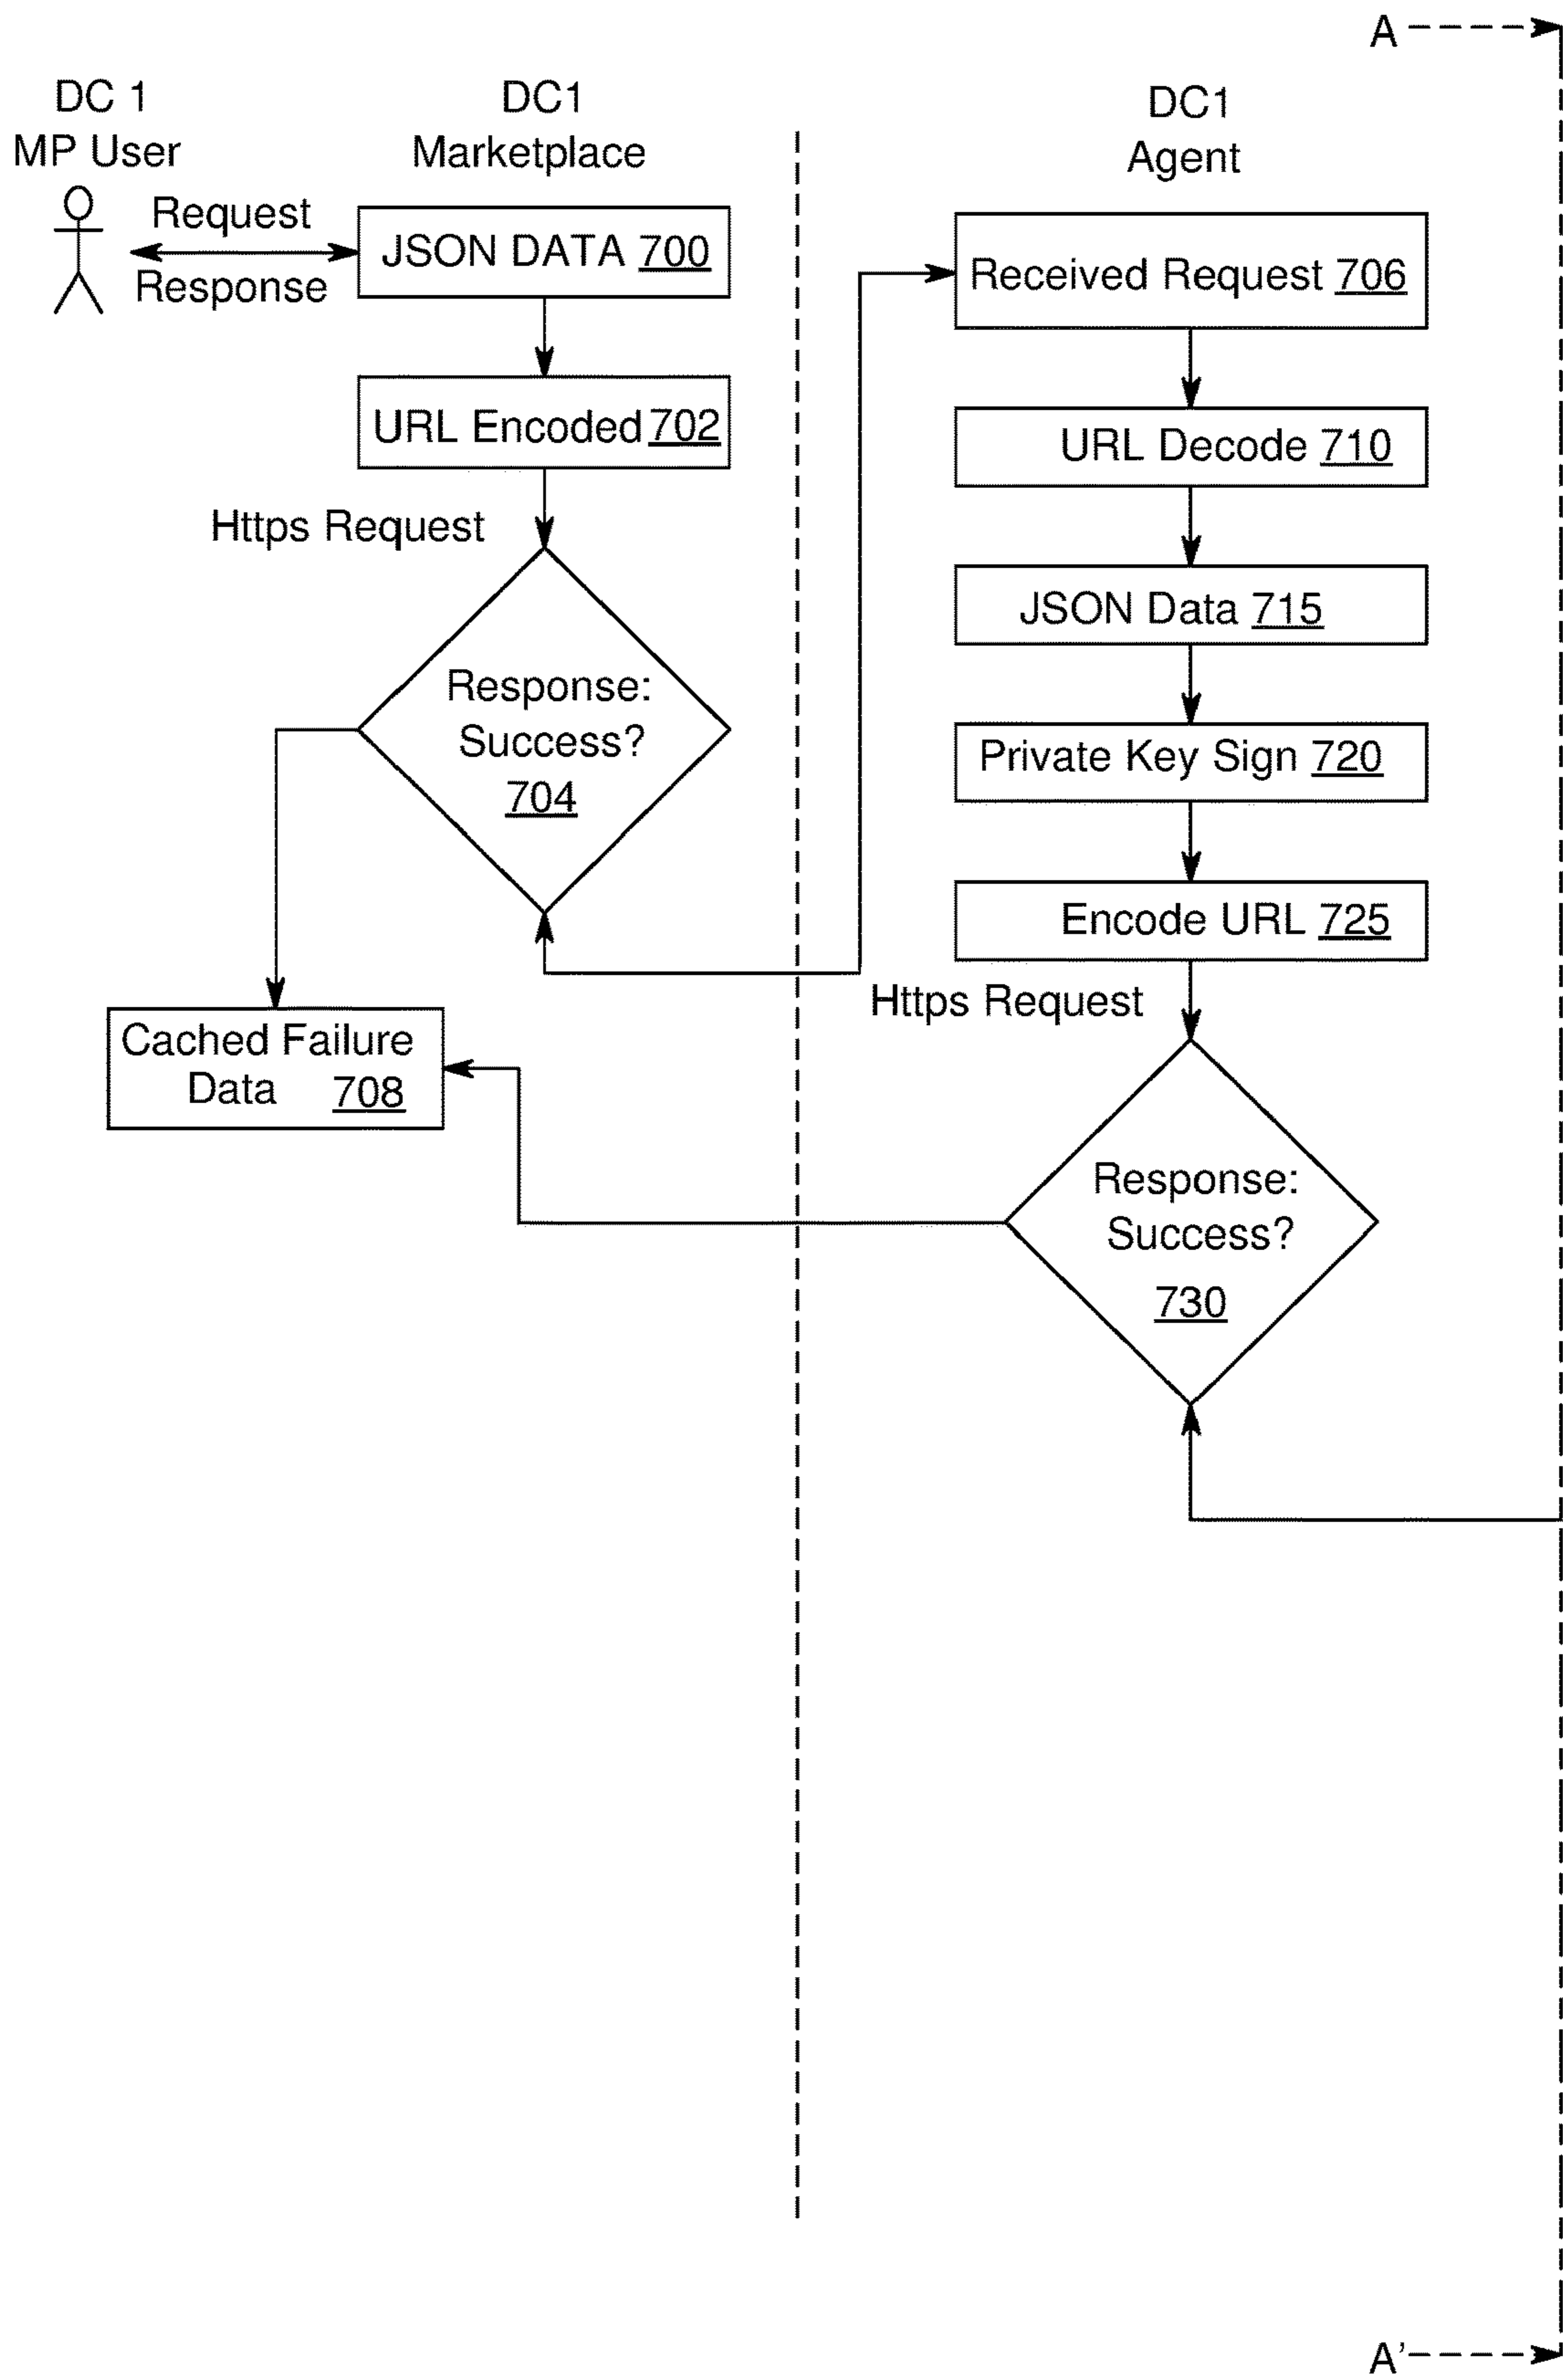 A
DC 1
MP User
DC1
Marketplace
DC1
Agent
Request
Response
JSON DATA 700
URL Encoded 702
Https Request
Response:
Success?
704
Cached Failure
Data 708
Received Request 706
URL Decode 710
JSON Data 715
Private Key Sign 720
Encode URL 725
Https Request
Response:
Success?
730
A'